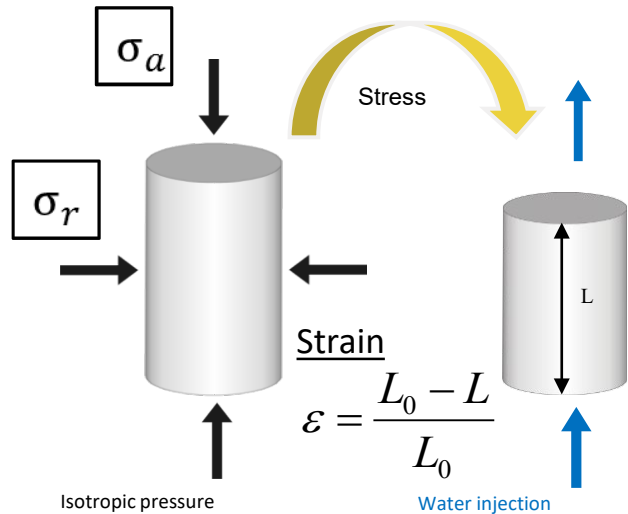 σₐ
Stress
σᵣ
L
Strain
ε = (L₀ − L) / L₀
Isotropic pressure
Water injection